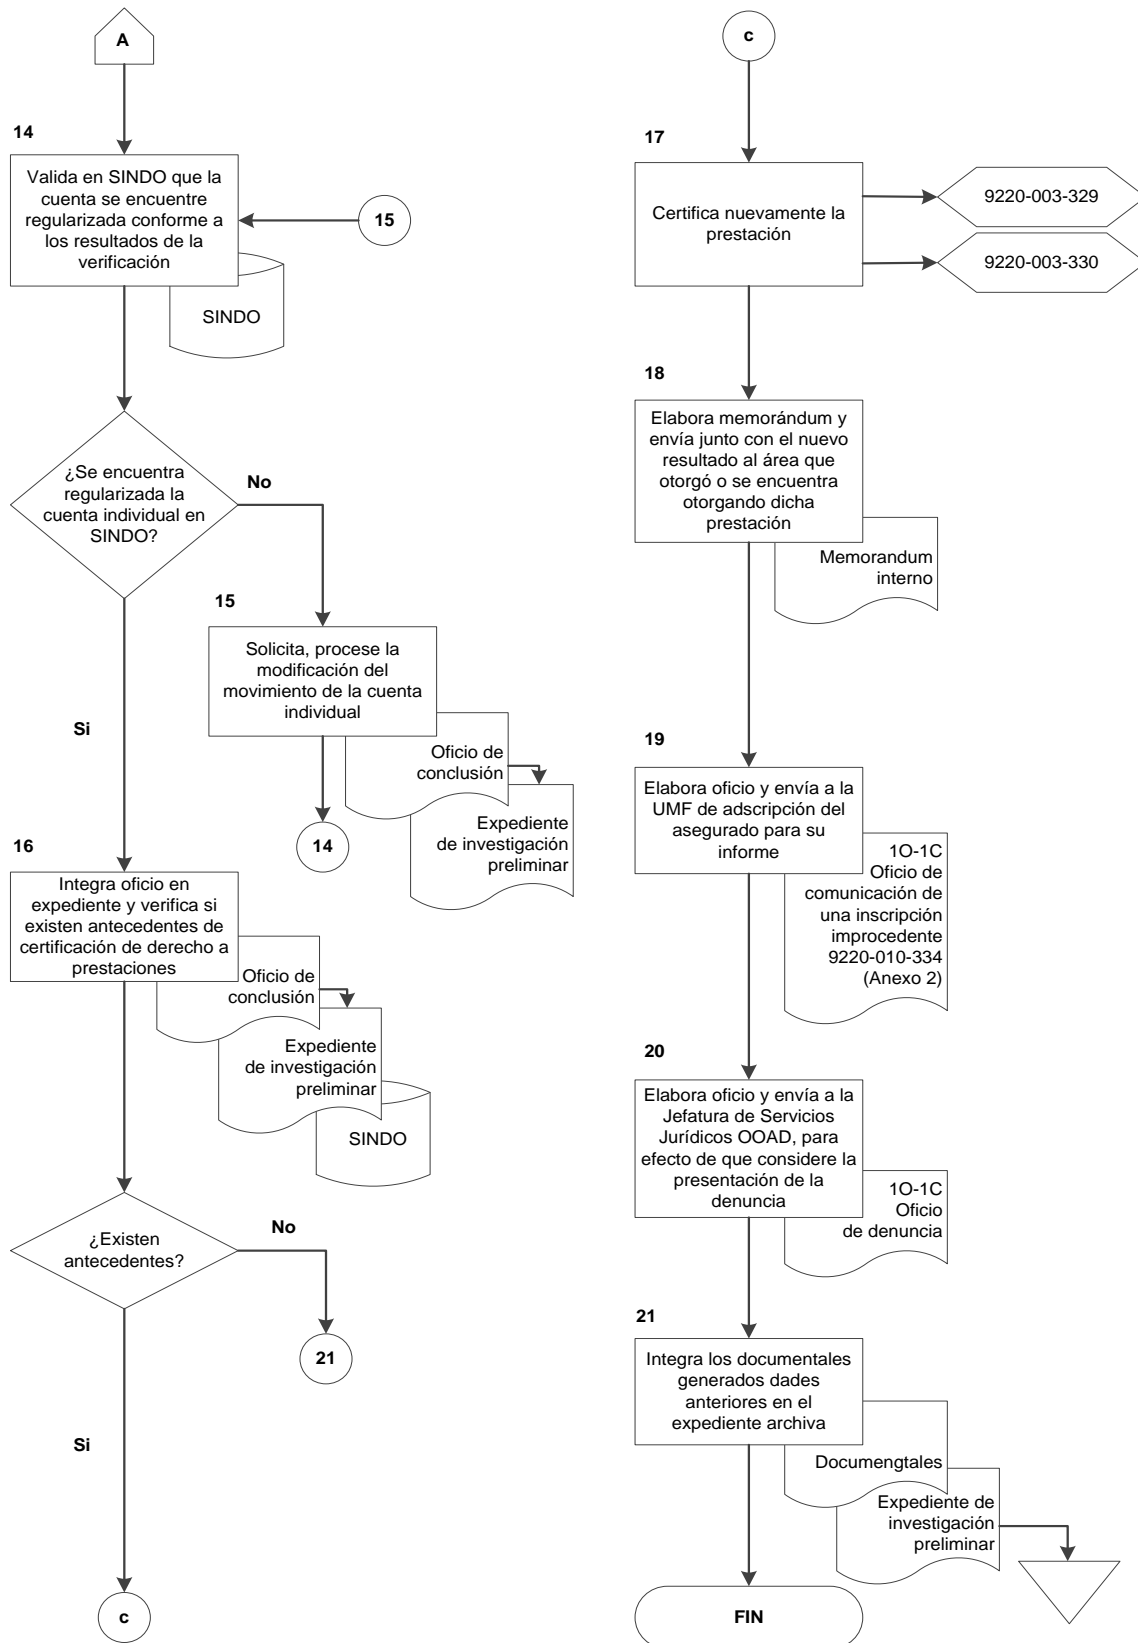 A
14
Valida en SINDO que la
cuenta se encuentre
regularizada conforme a
los resultados de la
verificación
15
SINDO
¿Se encuentra
regularizada la
cuenta individual en
SINDO?
No
Si
15
Solicita, procese la
modificación del
movimiento de la cuenta
individual
Oficio de
conclusión
Expediente
de investigación
preliminar
14
16
Integra oficio en
expediente y verifica si
existen antecedentes de
certificación de derecho a
prestaciones
Oficio de
conclusión
Expediente
de investigación
preliminar
SINDO
¿Existen
antecedentes?
No
21
Si
c
c
17
Certifica nuevamente la
prestación
9220-003-329
9220-003-330
18
Elabora memorándum y
envía junto con el nuevo
resultado al área que
otorgó o se encuentra
otorgando dicha
prestación
Memorandum
interno
19
Elabora oficio y envía a la
UMF de adscripción del
asegurado para su
informe
1O-1C
Oficio de
comunicación de
una inscripción
improcedente
9220-010-334
(Anexo 2)
20
Elabora oficio y envía a la
Jefatura de Servicios
Jurídicos OOAD, para
efecto de que considere la
presentación de la
denuncia
1O-1C
Oficio
de denuncia
21
Integra los documentales
generados dades
anteriores en el
expediente archiva
Documengtales
Expediente de
investigación
preliminar
FIN